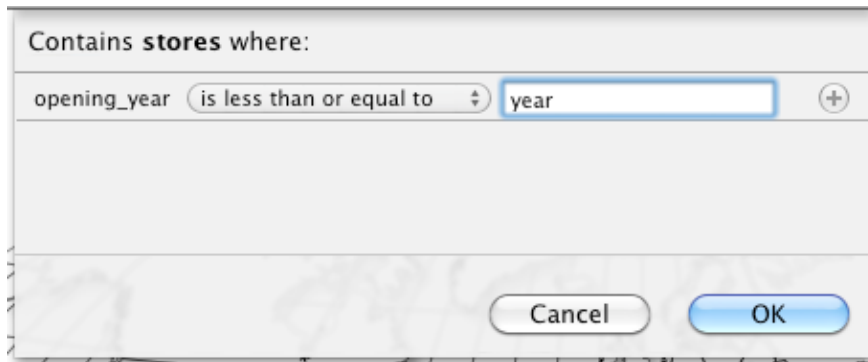 Contains stores where:
opening_year is less than or equal to year
Cancel OK